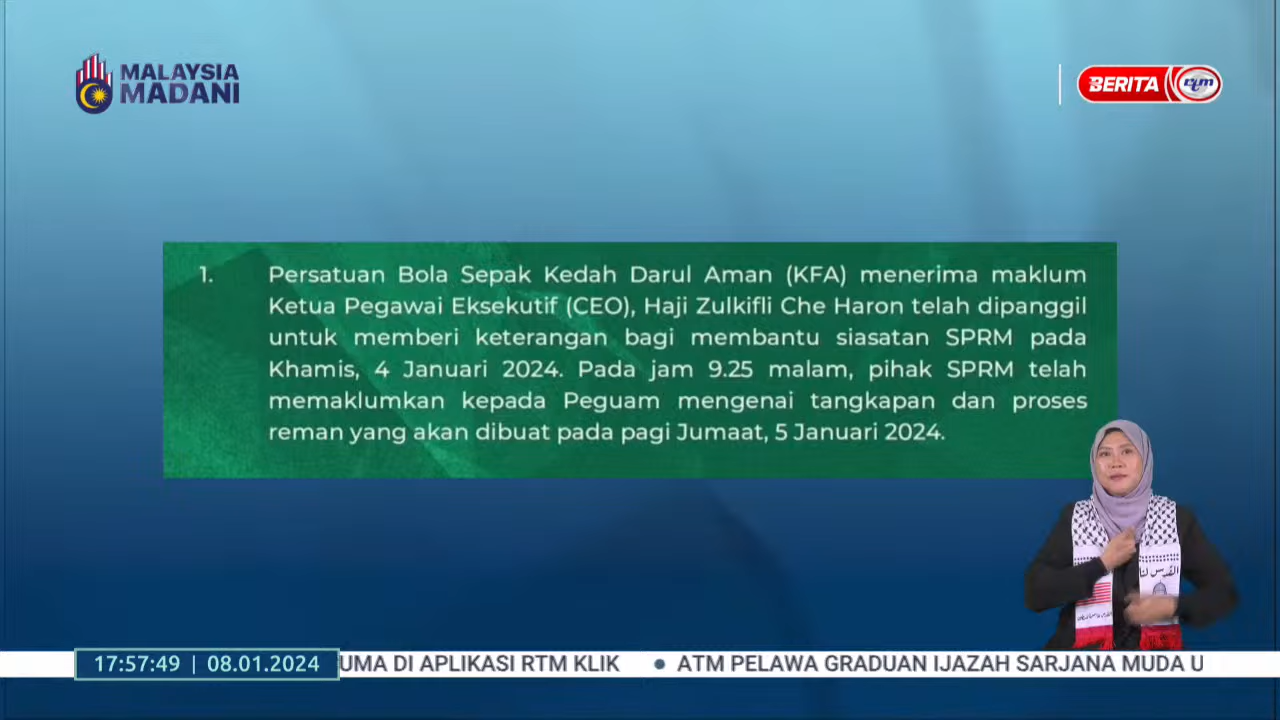 MALAYSIA
MADANI
BERITA rtm
1. Persatuan Bola Sepak Kedah Darul Aman (KFA) menerima maklum
Ketua Pegawai Eksekutif (CEO), Haji Zulkifli Che Haron telah dipanggil
untuk memberi keterangan bagi membantu siasatan SPRM pada
Khamis, 4 Januari 2024. Pada jam 9.25 malam, pihak SPRM telah
memaklumkan kepada Peguam mengenai tangkapan dan proses
reman yang akan dibuat pada pagi Jumaat, 5 Januari 2024.
القدس لنا
17:57:49 | 08.01.2024 UMA DI APLIKASI RTM KLIK • ATM PELAWA GRADUAN IJAZAH SARJANA MUDA U